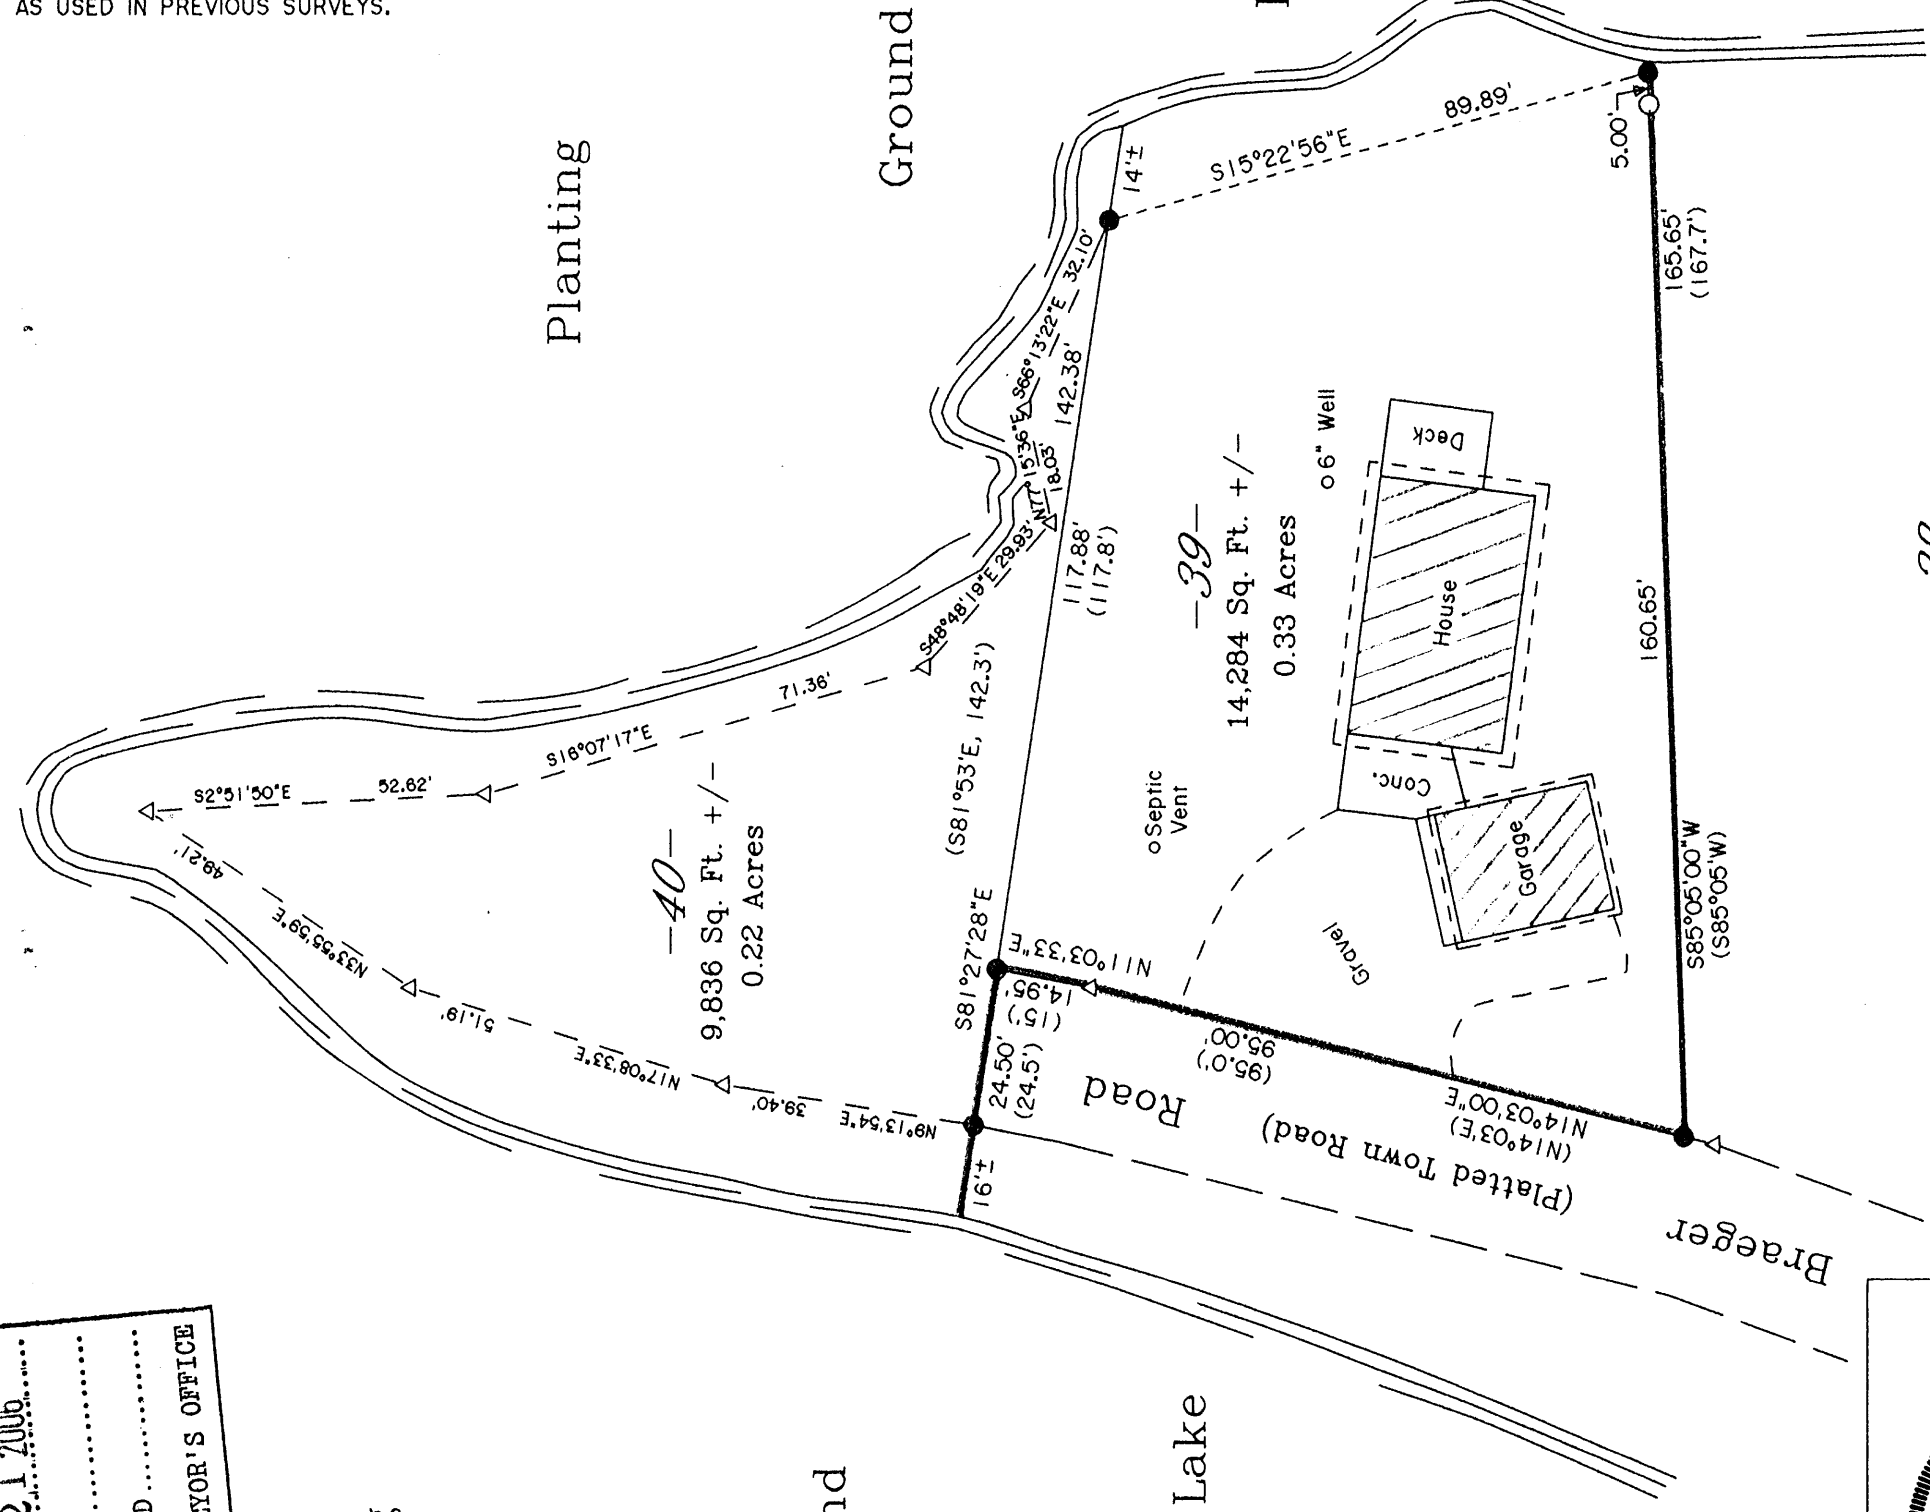 AS USED IN PREVIOUS SURVEYS.
Planting
Ground
Lake
S2°51'50"E
52.62'
S16°07'17"E
71.36'
S48°48'19"E 29.93'
N77°15'36"E
18.03'
S66°13'22"E 32.10'
142.38'
14'±
S15°22'56"E
89.89'
5.00'
165.65'
(167.7')
160.65'
S85°05'00"W
(S85°05'W)
49.21'
N33°55'59"E
51.19'
N17°08'33"E
39.40'
N9°13'54"E
-40-
9,836 Sq. Ft. +/-
0.22 Acres
(S81°53'E, 142.3')
S81°27'28"E
117.88'
(117.8')
-39-
14,284 Sq. Ft. +/-
0.33 Acres
6" Well
Deck
House
Conc.
Garage
Gravel
Septic
Vent
N11°03'33"E
14.95'
(15')
24.50'
(24.5')
16'±
95.00'
(95.0')
N14°03'00"E
(N14°03'E)
Braeger Road
(Platted Town Road)
21 2006
YOR'S OFFICE